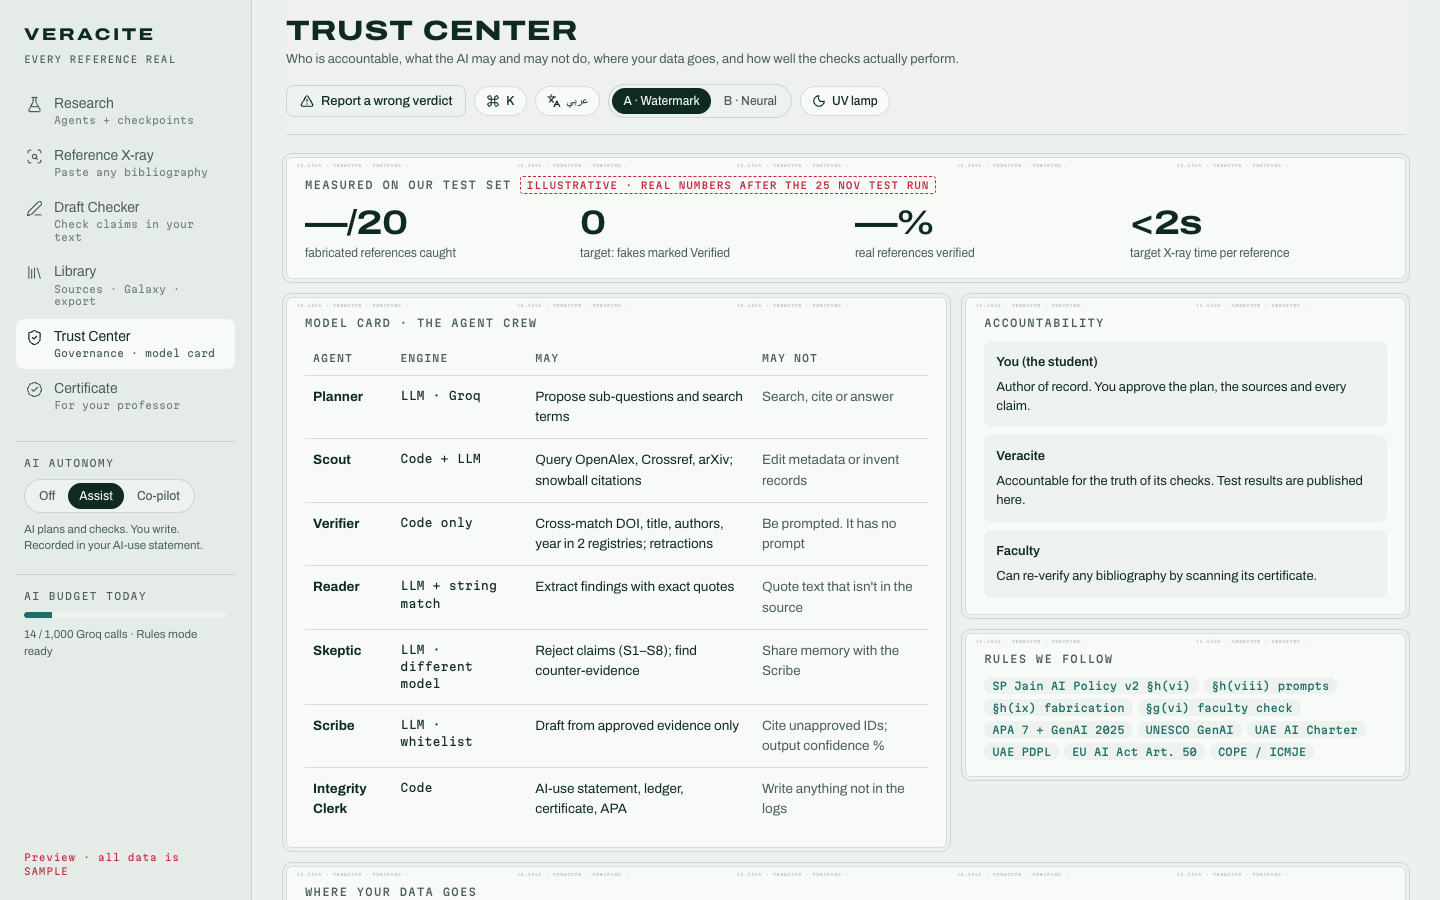 VERACITE
EVERY REFERENCE REAL
Research
Agents + checkpoints
Reference X-ray
Paste any bibliography
Draft Checker
Check claims in your
text
Library
Sources · Galaxy ·
export
Trust Center
Governance · model card
Certificate
For your professor
AI AUTONOMY
Off Assist Co-pilot
AI plans and checks. You write.
Recorded in your AI-use statement.
AI BUDGET TODAY
14 / 1,000 Groq calls · Rules mode
ready
Preview · all data is
SAMPLE
TRUST CENTER
Who is accountable, what the AI may and may not do, where your data goes, and how well the checks actually perform.
Report a wrong verdict ⌘ K عربي A · Watermark B · Neural UV lamp
MEASURED ON OUR TEST SET ILLUSTRATIVE · REAL NUMBERS AFTER THE 25 NOV TEST RUN
—/20
fabricated references caught
0
target: fakes marked Verified
—%
real references verified
<2s
target X-ray time per reference
MODEL CARD · THE AGENT CREW
AGENT ENGINE MAY MAY NOT
Planner LLM · Groq Propose sub-questions and search Search, cite or answer
terms
Scout Code + LLM Query OpenAlex, Crossref, arXiv; Edit metadata or invent
snowball citations records
Verifier Code only Cross-match DOI, title, authors, Be prompted. It has no
year in 2 registries; retractions prompt
Reader LLM + string Extract findings with exact quotes Quote text that isn't in the
match source
Skeptic LLM · Reject claims (S1–S8); find Share memory with the
different counter-evidence Scribe
model
Scribe LLM · Draft from approved evidence only Cite unapproved IDs;
whitelist output confidence %
Integrity Code AI-use statement, ledger, Write anything not in the
Clerk certificate, APA logs
ACCOUNTABILITY
You (the student)
Author of record. You approve the plan, the sources and every
claim.
Veracite
Accountable for the truth of its checks. Test results are published
here.
Faculty
Can re-verify any bibliography by scanning its certificate.
RULES WE FOLLOW
SP Jain AI Policy v2 §h(vi) §h(viii) prompts
§h(ix) fabrication §g(vi) faculty check
APA 7 + GenAI 2025 UNESCO GenAI UAE AI Charter
UAE PDPL EU AI Act Art. 50 COPE / ICMJE
WHERE YOUR DATA GOES